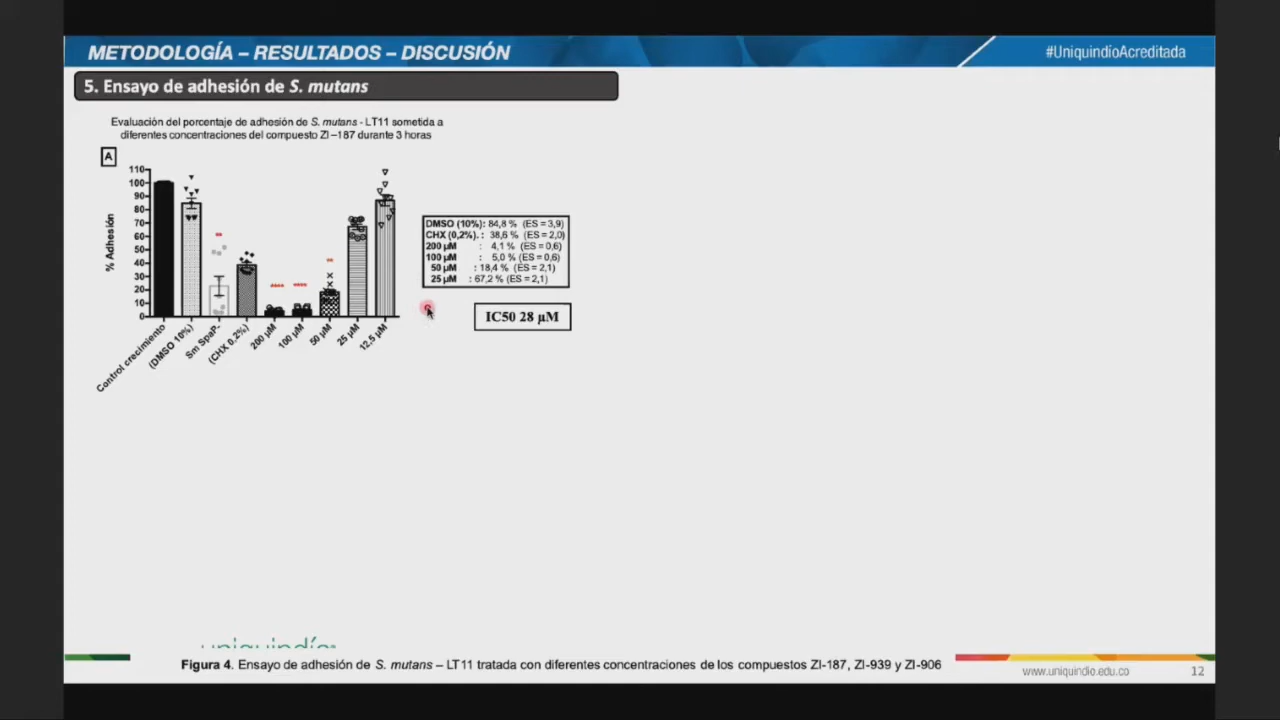 METODOLOGÍA – RESULTADOS – DISCUSIÓN
#UniquindíoAcreditada
5. Ensayo de adhesión de S. mutans
Evaluación del porcentaje de adhesión de S. mutans - LT11 sometida a
diferentes concentraciones del compuesto ZI –187 durante 3 horas
A
110
100
90
80
70
60
50
40
30
20
10
0
% Adhesión
**
****
****
**
Control crecimiento
(DMSO 10%)
Sm SpaP-
(CHX 0,2%)
200 µM
100 µM
50 µM
25 µM
12,5 µM
DMSO (10%): 84,8 % (ES = 3,9)
CHX (0,2%). : 38,6 % (ES = 2,0)
200 µM : 4,1 % (ES = 0,6)
100 µM : 5,0 % (ES = 0,6)
50 µM : 18,4 % (ES = 2,1)
25 µM : 67,2 % (ES = 2,1)
IC50 28 µM
uniquindío
Figura 4. Ensayo de adhesión de S. mutans – LT11 tratada con diferentes concentraciones de los compuestos ZI-187, ZI-939 y ZI-906
www.uniquindio.edu.co
12